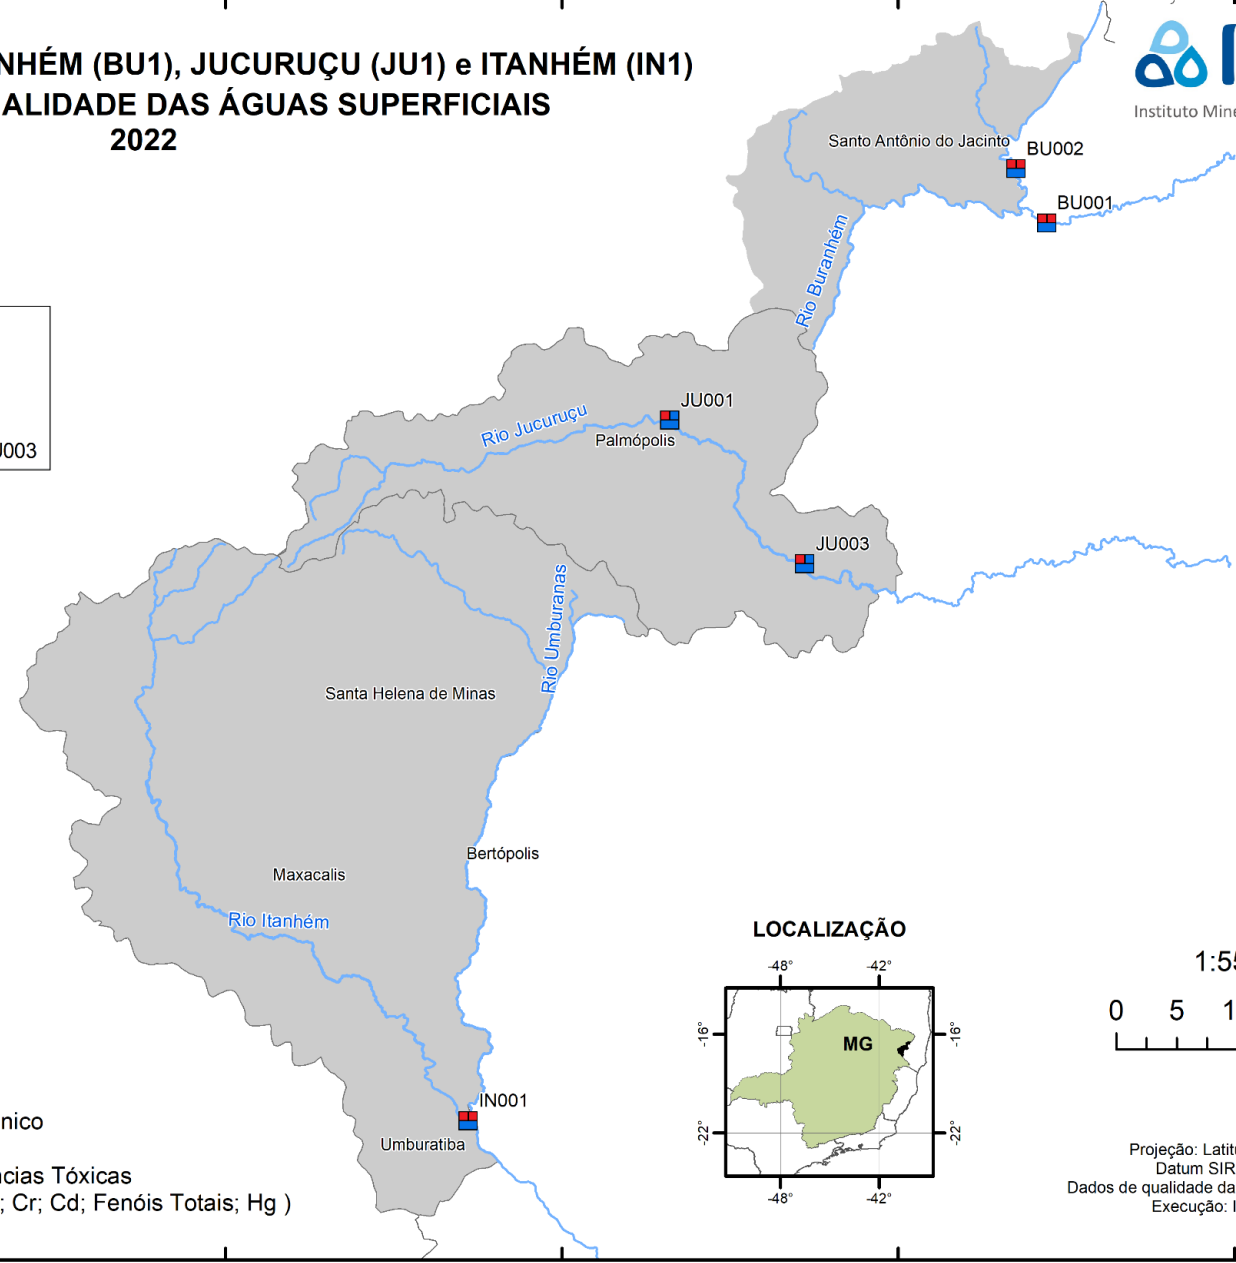 NHÉM (BU1), JUCURUÇU (JU1) e ITANHÉM (IN1)
ALIDADE DAS ÁGUAS SUPERFICIAIS
2022
Instituto Mine
Santo Antônio do Jacinto
BU002
BU001
Rio Buranhém
JU001
Rio Jucuruçu
Palmópolis
J003
JU003
Rio Umburanas
Santa Helena de Minas
Bertópolis
Maxacalis
Rio Itanhém
LOCALIZAÇÃO
-48° -42°
-16° MG -16°
-22° -22°
-48° -42°
1:55
0 5 1
IN001
Umburatiba
nico
cias Tóxicas
; Cr; Cd; Fenóis Totais; Hg )
Projeção: Latitu
Datum SIR
Dados de qualidade da
Execução: I